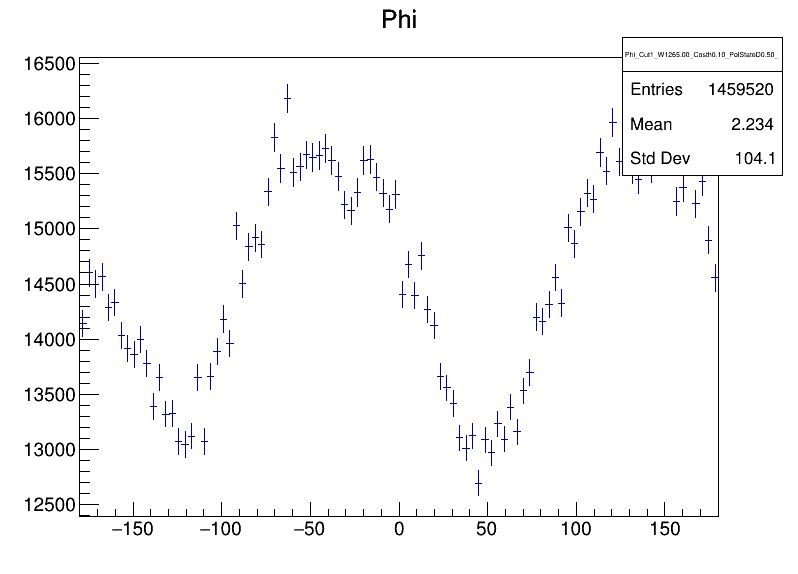 Phi
Phi_Cut1_W1265.00_Costh0.10_PolStateD0.50_
Entries 1459520
Mean 2.234
Std Dev 104.1
16500
16000
15500
15000
14500
14000
13500
13000
12500
−150 −100 −50 0 50 100 150